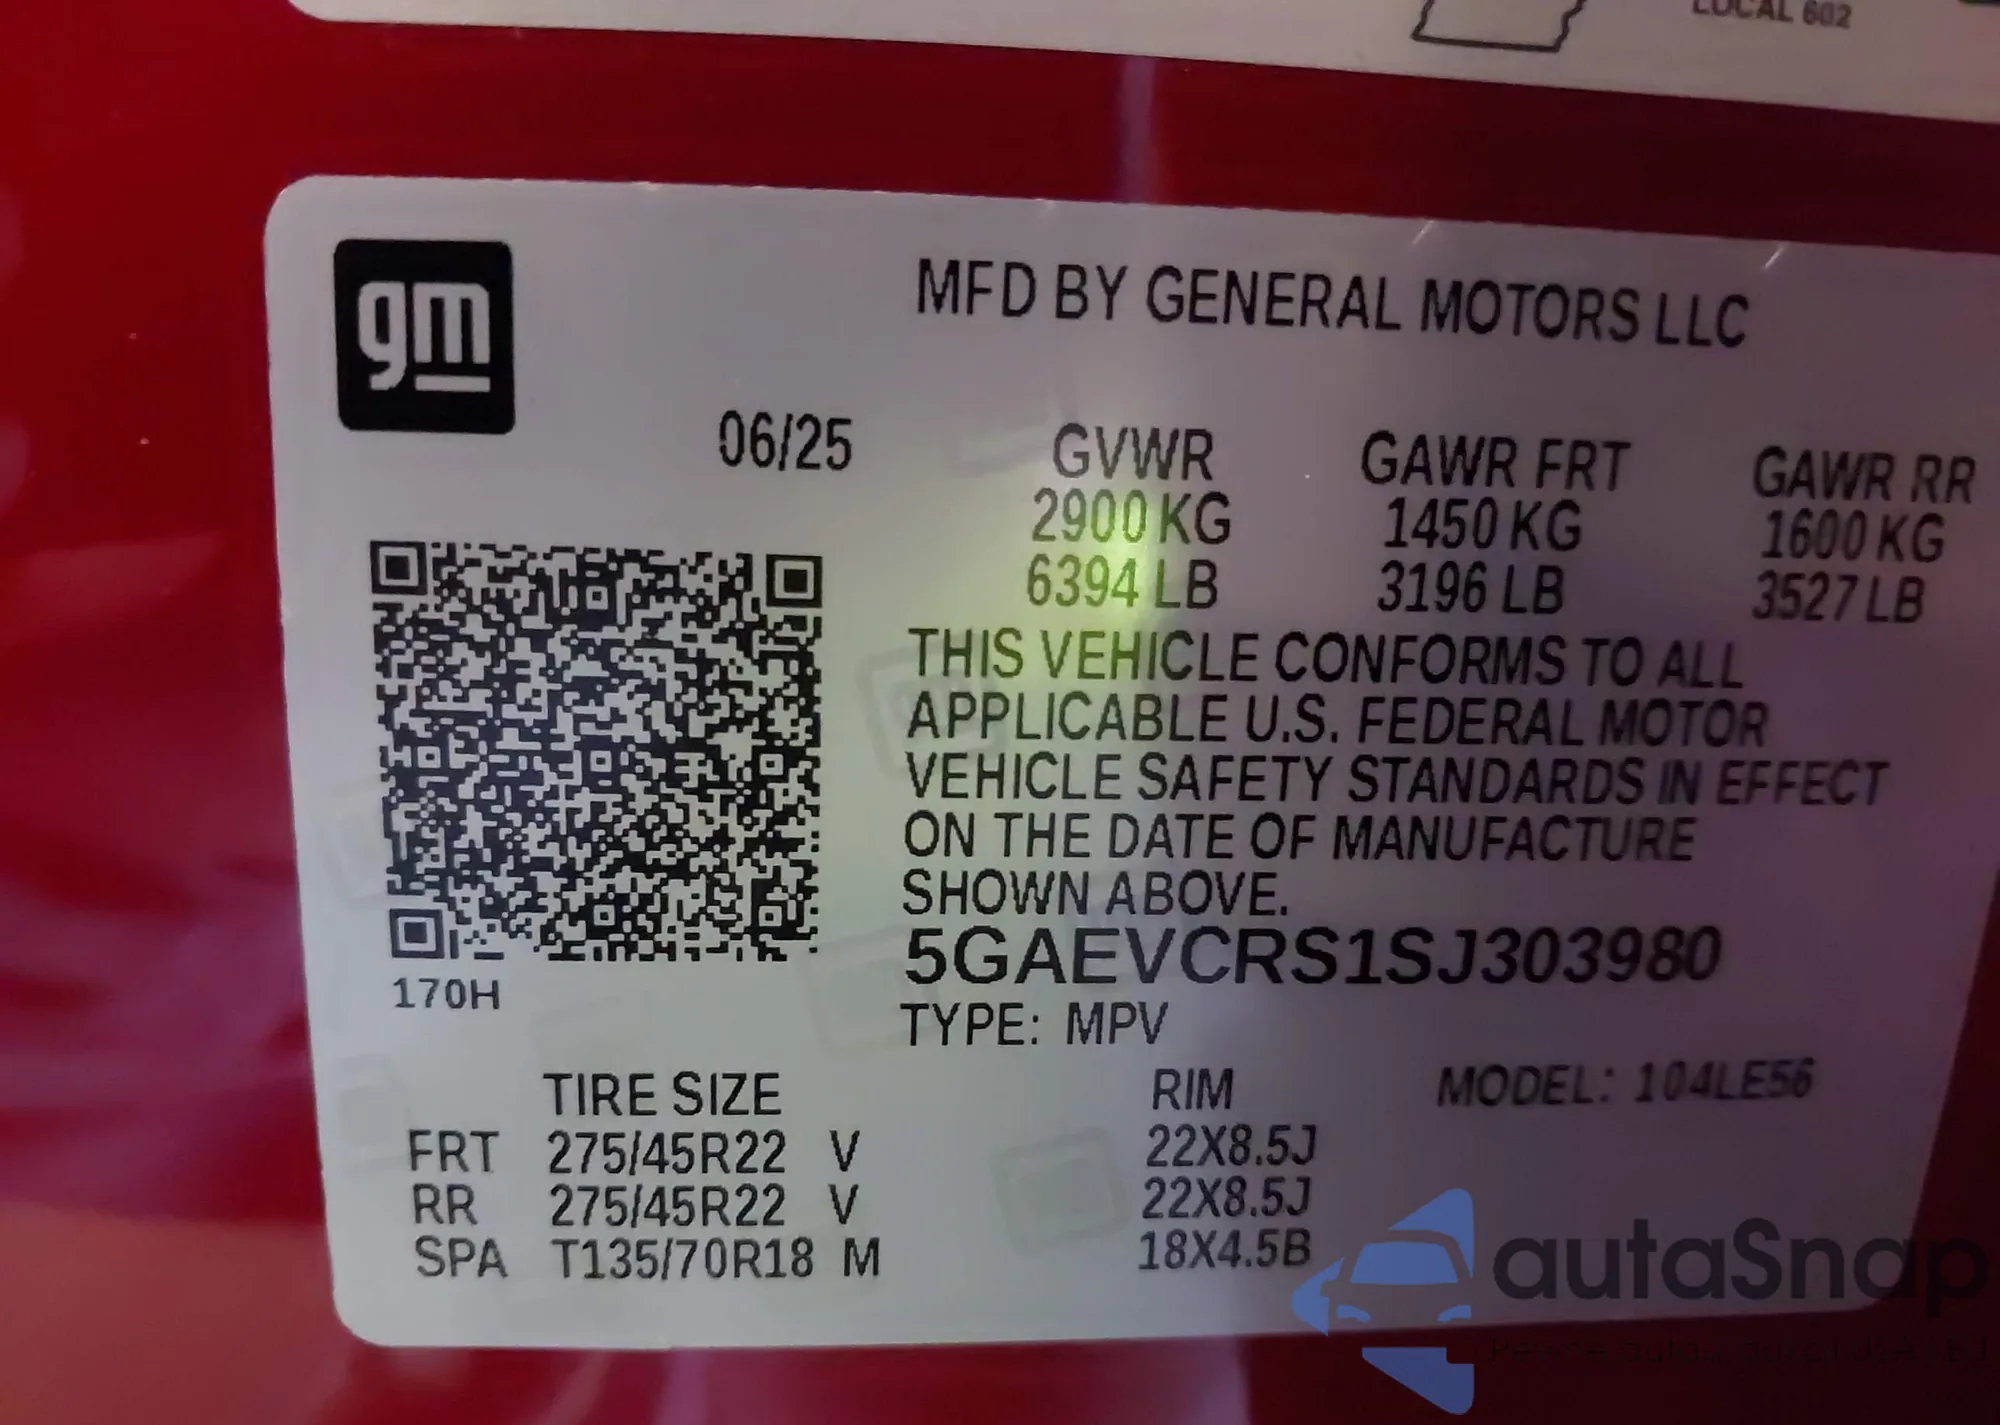 LOCAL 602
gm
MFD BY GENERAL MOTORS LLC
06/25
GVWR GAWR FRT GAWR RR
2900 KG 1450 KG 1600 KG
6394 LB 3196 LB 3527 LB
THIS VEHICLE CONFORMS TO ALL
APPLICABLE U.S. FEDERAL MOTOR
VEHICLE SAFETY STANDARDS IN EFFECT
ON THE DATE OF MANUFACTURE
SHOWN ABOVE.
5GAEVCRS1SJ303980
170H
TYPE: MPV
TIRE SIZE RIM MODEL: 104LE56
FRT 275/45R22 V 22X8.5J
RR 275/45R22 V 22X8.5J
SPA T135/70R18 M 18X4.5B
autaSnap